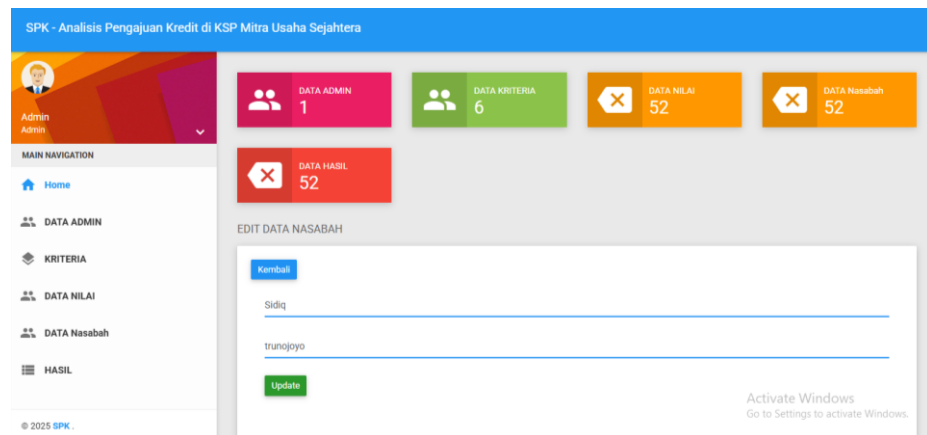 SPK - Analisis Pengajuan Kredit di KSP Mitra Usaha Sejahtera
Admin
Admin
MAIN NAVIGATION
Home
DATA ADMIN
KRITERIA
DATA NILAI
DATA Nasabah
HASIL
© 2025 SPK .
DATA ADMIN
1
DATA KRITERIA
6
DATA NILAI
52
DATA Nasabah
52
DATA HASIL
52
EDIT DATA NASABAH
Kembali
Sidiq
trunojoyo
Update
Activate Windows
Go to Settings to activate Windows.